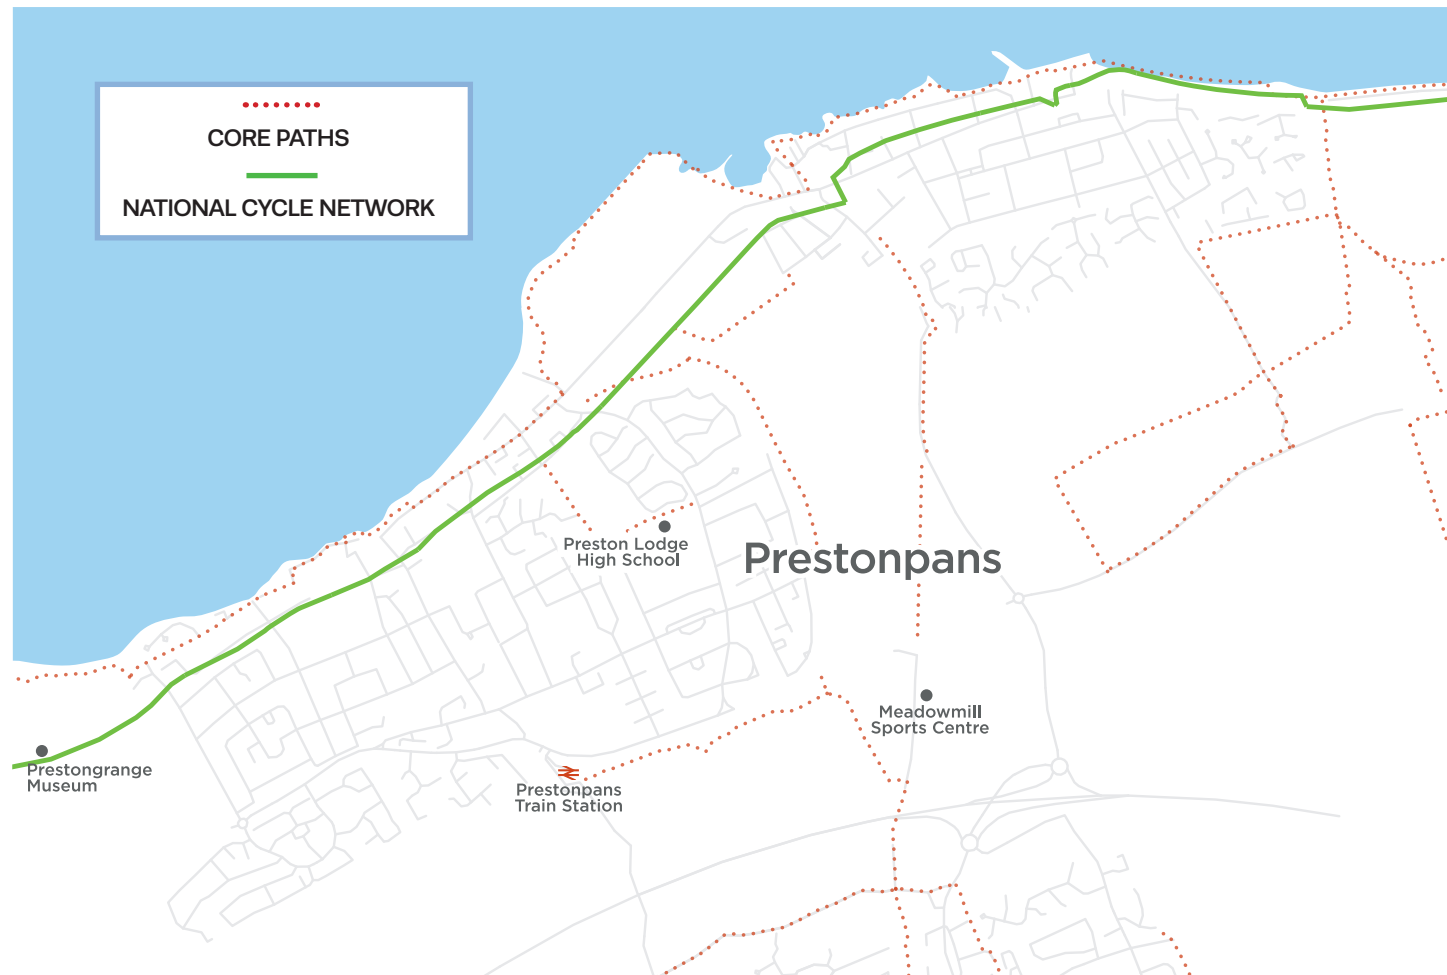 CORE PATHS
NATIONAL CYCLE NETWORK
Preston Lodge
High School
Prestonpans
Meadowmill
Sports Centre
Prestongrange
Museum
Prestonpans
Train Station